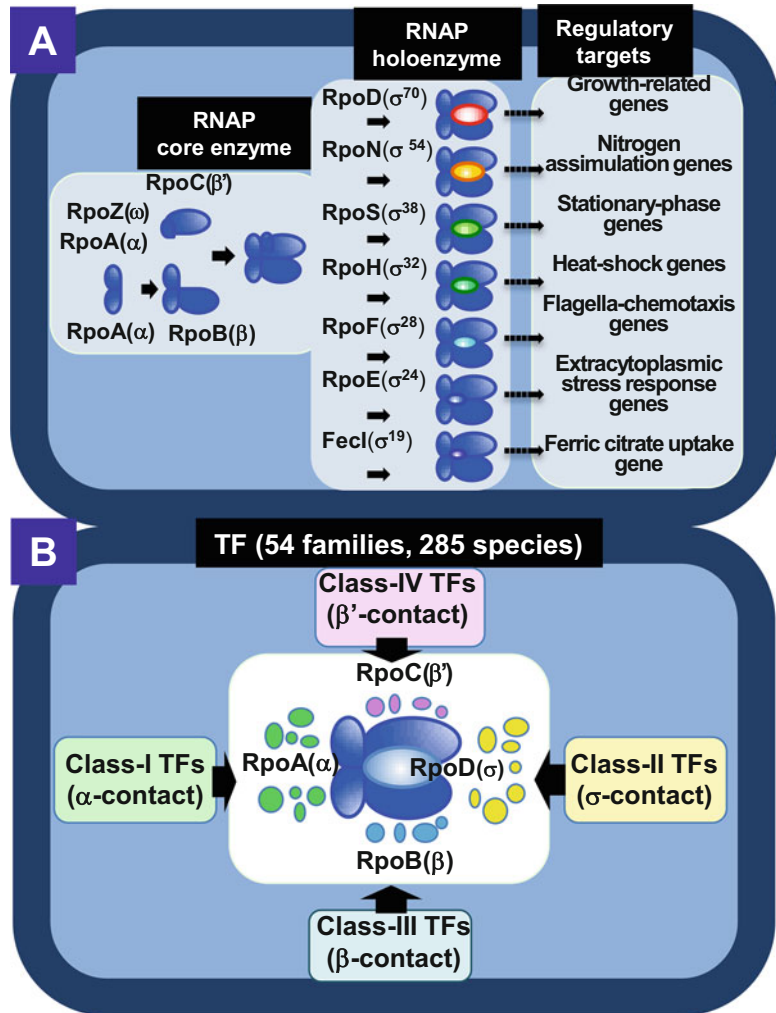 A
RNAP
core enzyme
RpoC(β')
RpoZ(ω)
RpoA(α)
RpoA(α)
RpoB(β)
RNAP
holoenzyme
RpoD(σ⁷⁰)
RpoN(σ ⁵⁴)
RpoS(σ³⁸)
RpoH(σ³²)
RpoF(σ²⁸)
RpoE(σ²⁴)
FecI(σ¹⁹)
Regulatory
targets
Growth-related
genes
Nitrogen
assimilation genes
Stationary-phase
genes
Heat-shock genes
Flagella-chemotaxis
genes
Extracytoplasmic
stress response
genes
Ferric citrate uptake
gene
B
TF (54 families, 285 species)
Class-IV TFs
(β’-contact)
RpoC(β')
Class-I TFs
(α-contact)
RpoA(α)
RpoD(σ)
Class-II TFs
(σ-contact)
RpoB(β)
Class-III TFs
(β-contact)